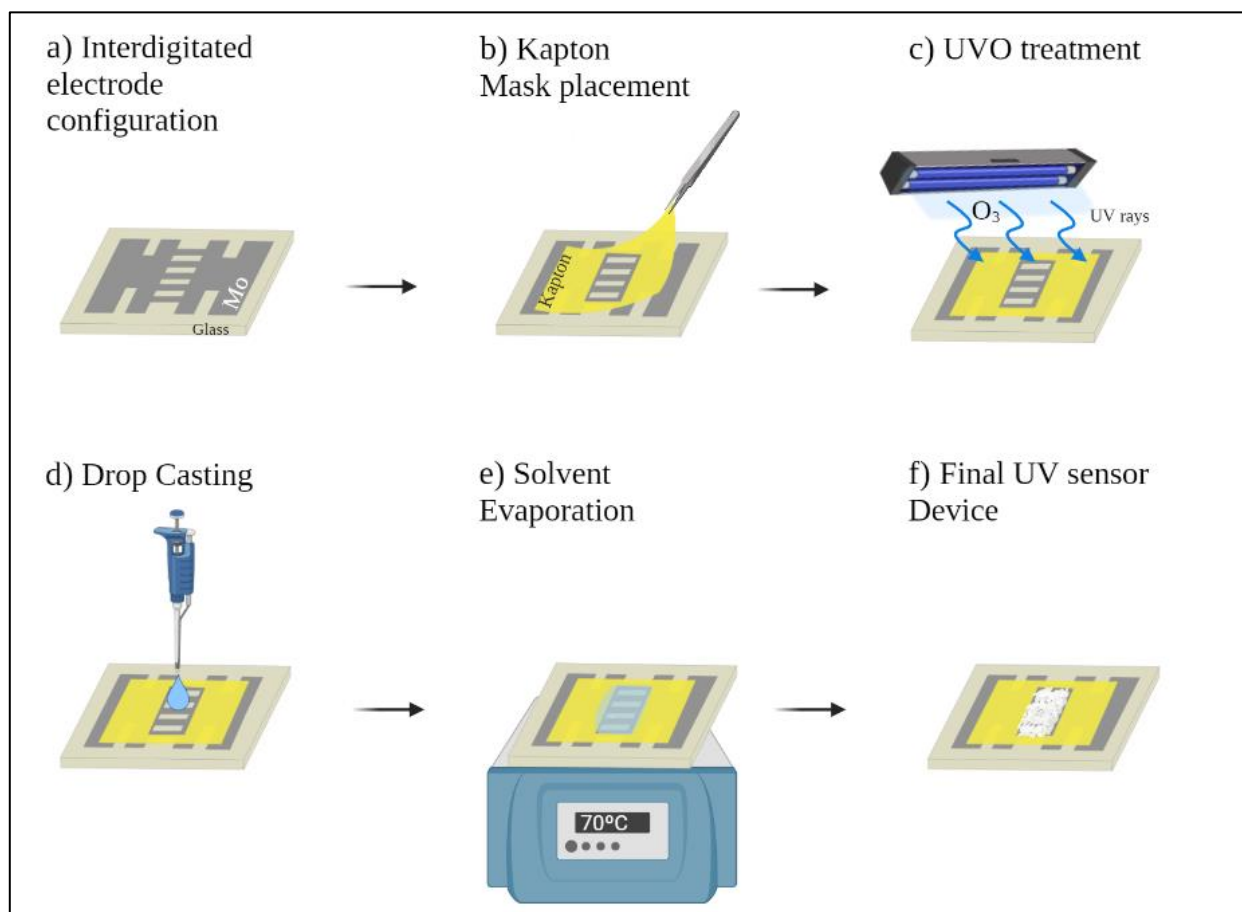 a) Interdigitated
electrode
configuration
Mo
Glass
b) Kapton
Mask placement
Kapton
c) UVO treatment
O₃
UV rays
d) Drop Casting
e) Solvent
Evaporation
70ºC
f) Final UV sensor
Device